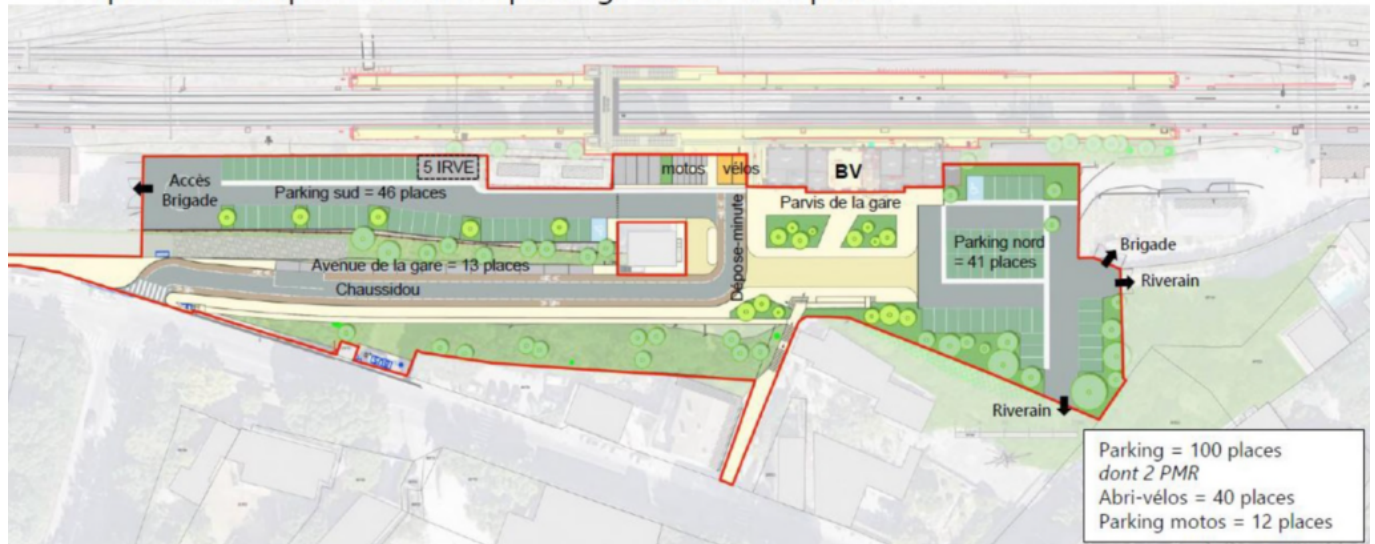 5 IRVE
motos
vélos
BV
Accès
Brigade
Parking sud = 46 places
Parvis de la gare
Dépose-minute
Parking nord
= 41 places
Brigade
Riverain
Avenue de la gare = 13 places
Chaussidou
Riverain
Parking = 100 places
dont 2 PMR
Abri-vélos = 40 places
Parking motos = 12 places